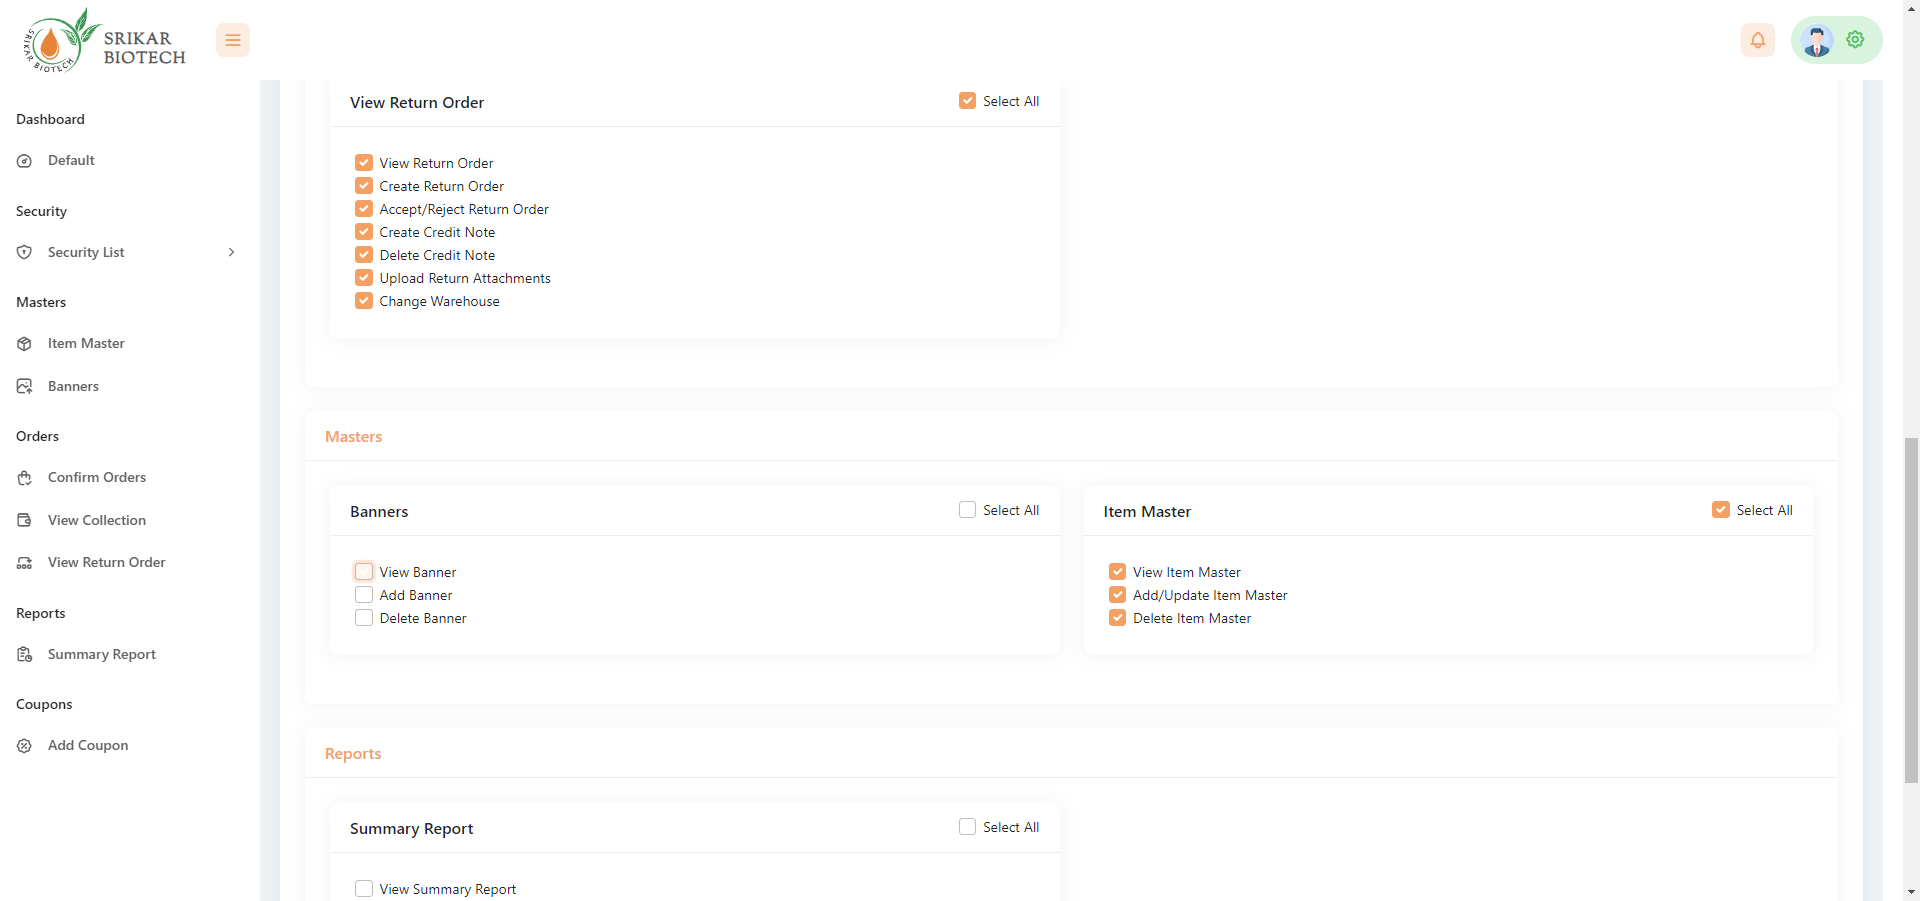 SRIKAR BIOTECH
SRIKAR
BIOTECH
Dashboard
Default
Security
Security List
Masters
Item Master
Banners
Orders
Confirm Orders
View Collection
View Return Order
Reports
Summary Report
Coupons
Add Coupon
View Return Order
Select All
View Return Order
Create Return Order
Accept/Reject Return Order
Create Credit Note
Delete Credit Note
Upload Return Attachments
Change Warehouse
Masters
Banners
Select All
View Banner
Add Banner
Delete Banner
Item Master
Select All
View Item Master
Add/Update Item Master
Delete Item Master
Reports
Summary Report
Select All
View Summary Report